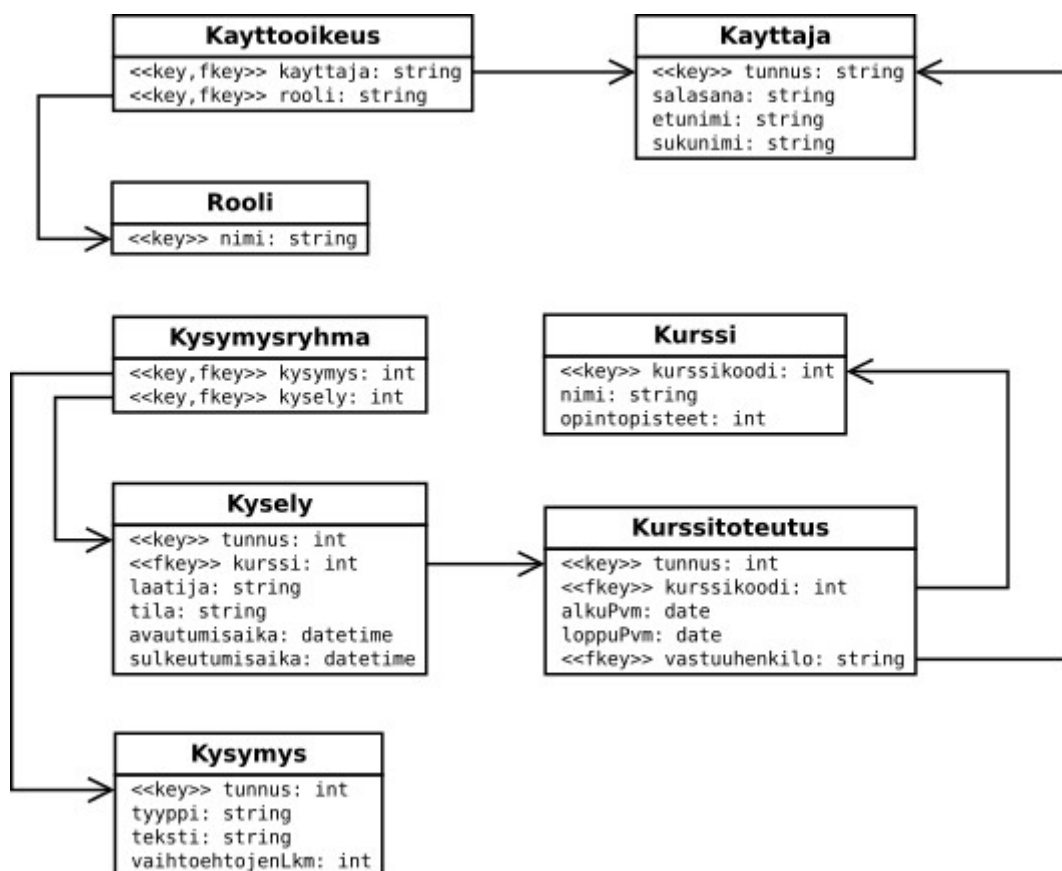 Kayttooikeus
<<key,fkey>> kayttaja: string
<<key,fkey>> rooli: string
Kayttaja
<<key>> tunnus: string
salasana: string
etunimi: string
sukunimi: string
Rooli
<<key>> nimi: string
Kysymysryhma
<<key,fkey>> kysymys: int
<<key,fkey>> kysely: int
Kurssi
<<key>> kurssikoodi: int
nimi: string
opintopisteet: int
Kysely
<<key>> tunnus: int
<<fkey>> kurssi: int
laatija: string
tila: string
avautumisaika: datetime
sulkeutumisaika: datetime
Kurssitoteutus
<<key>> tunnus: int
<<fkey>> kurssikoodi: int
alkuPvm: date
loppuPvm: date
<<fkey>> vastuuhenkilo: string
Kysymys
<<key>> tunnus: int
tyyppi: string
teksti: string
vaihtoehtojenLkm: int